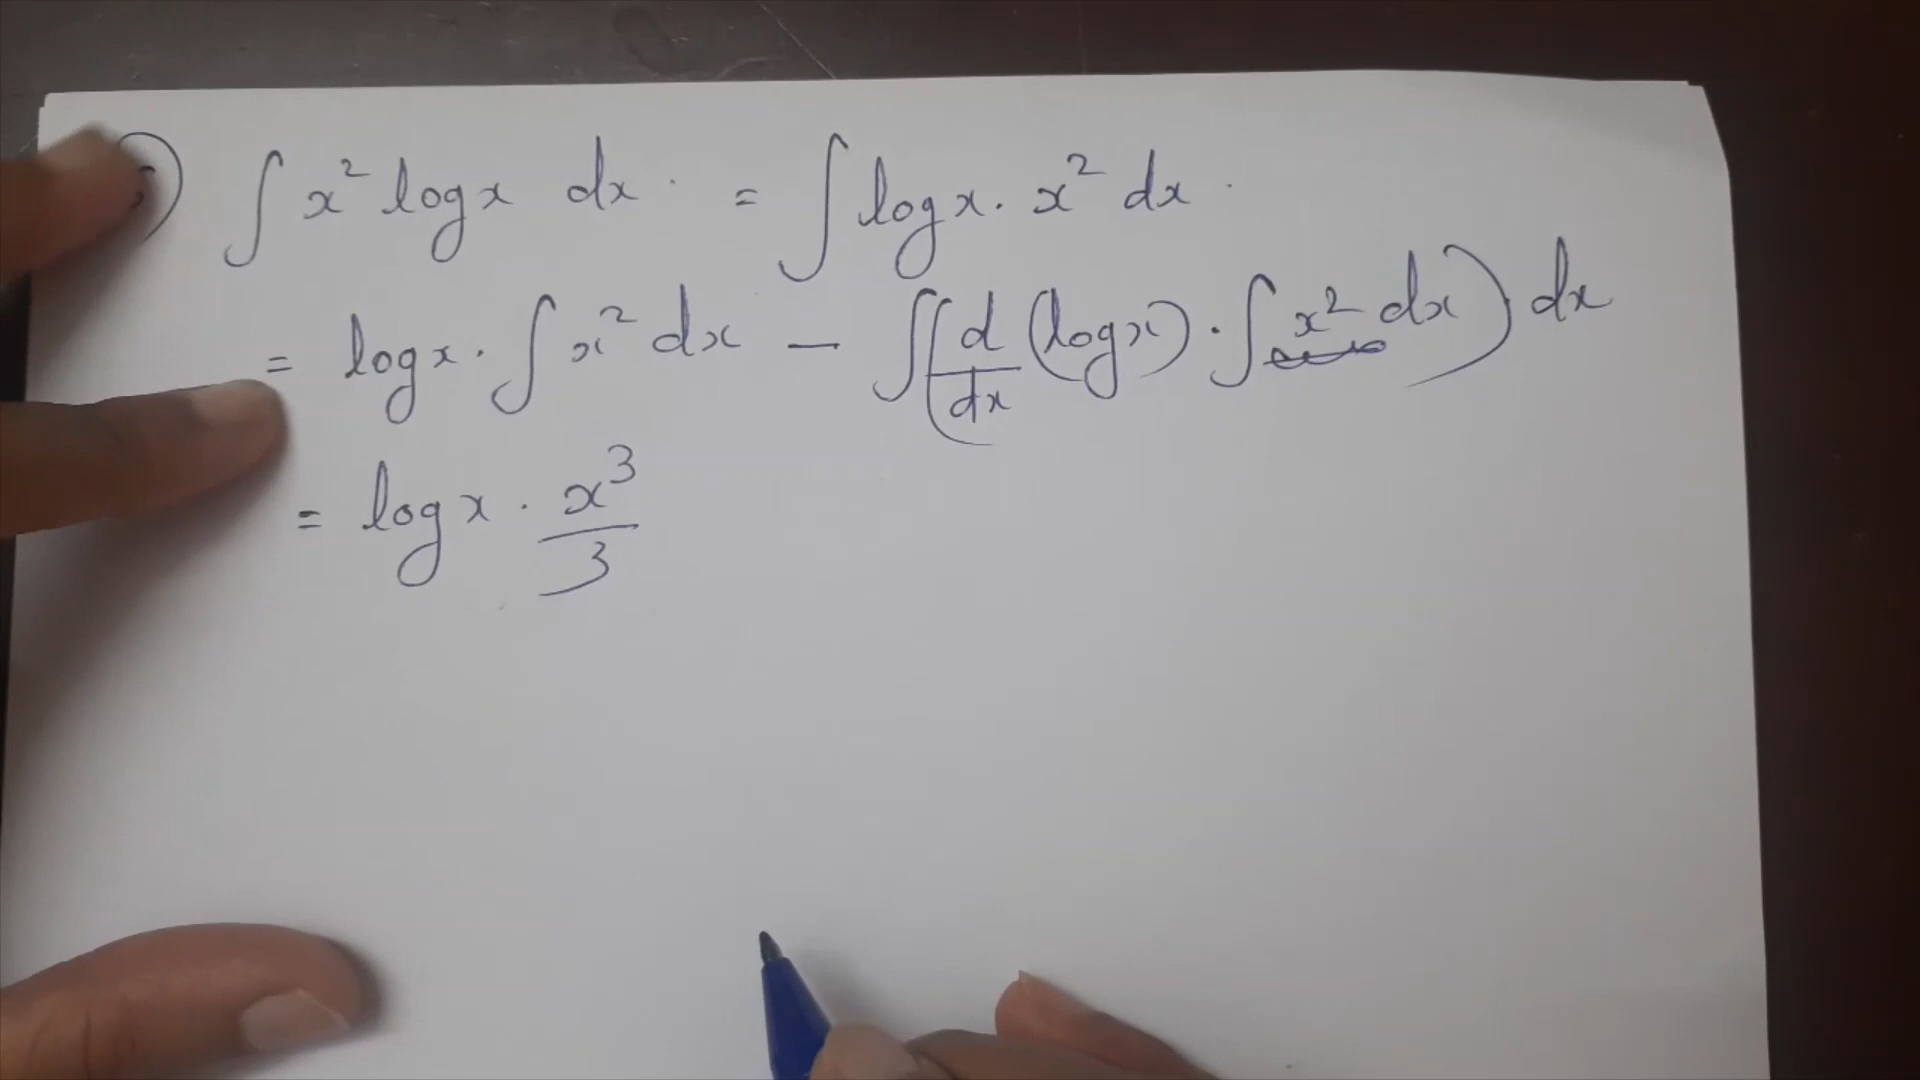 ∫ x² log x dx . = ∫ log x . x² dx .
= log x . ∫ x² dx − ∫ ( d/dx (log x) . ∫ x² dx ) dx
= log x . x³/3